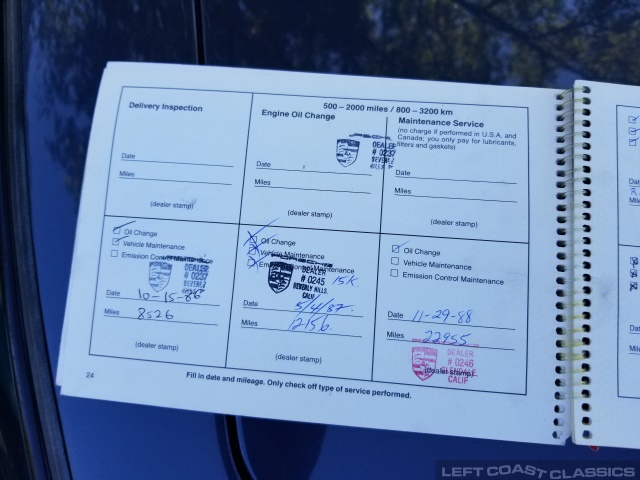 500 – 2000 miles / 800 – 3200 km
Delivery Inspection
Date
Miles
(dealer stamp)
Engine Oil Change
DEALER
# 0237
Date
Miles
(dealer stamp)
Maintenance Service
(no charge if performed in U.S.A. and
Canada; you only pay for lubricants,
filters and gaskets)
Date
Miles
(dealer stamp)
Oil Change
Vehicle Maintenance
Emission Control Maintenance
DEALER
# 0237
Date 10-15-86
Miles 8526
(dealer stamp)
Oil Change
Vehicle Maintenance
Emission Control Maintenance
15K
DEALER
# 0245
BEVERLY HILLS,
CALIF
Date 5/4/87
Miles
(dealer stamp)
Oil Change
Vehicle Maintenance
Emission Control Maintenance
Date 11-29-88
Miles 22955
DEALER
# 0246
GLENDALE
CALIF
(dealer stamp)
24
Fill in date and mileage. Only check off type of service performed.
LEFT COAST CLASSICS